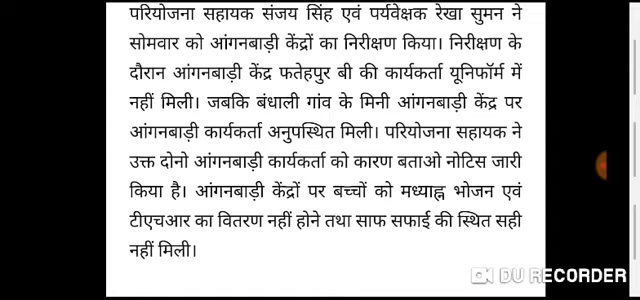 परियोजना सहायक संजय सिंह एवं पर्यवेक्षक रेखा सुमन ने
सोमवार को आंगनबाड़ी केंद्रों का निरीक्षण किया। निरीक्षण के
दौरान आंगनबाड़ी केंद्र फतेहपुर बी की कार्यकर्ता यूनिफॉर्म में
नहीं मिली। जबकि बंधाली गांव के मिनी आंगनबाड़ी केंद्र पर
आंगनबाड़ी कार्यकर्ता अनुपस्थित मिली। परियोजना सहायक ने
उक्त दोनो आंगनबाड़ी कार्यकर्ता को कारण बताओ नोटिस जारी
किया है। आंगनबाड़ी केंद्रों पर बच्चों को मध्याह्न भोजन एवं
टीएचआर का वितरण नहीं होने तथा साफ सफाई की स्थित सही
नहीं मिली।
DU RECORDER